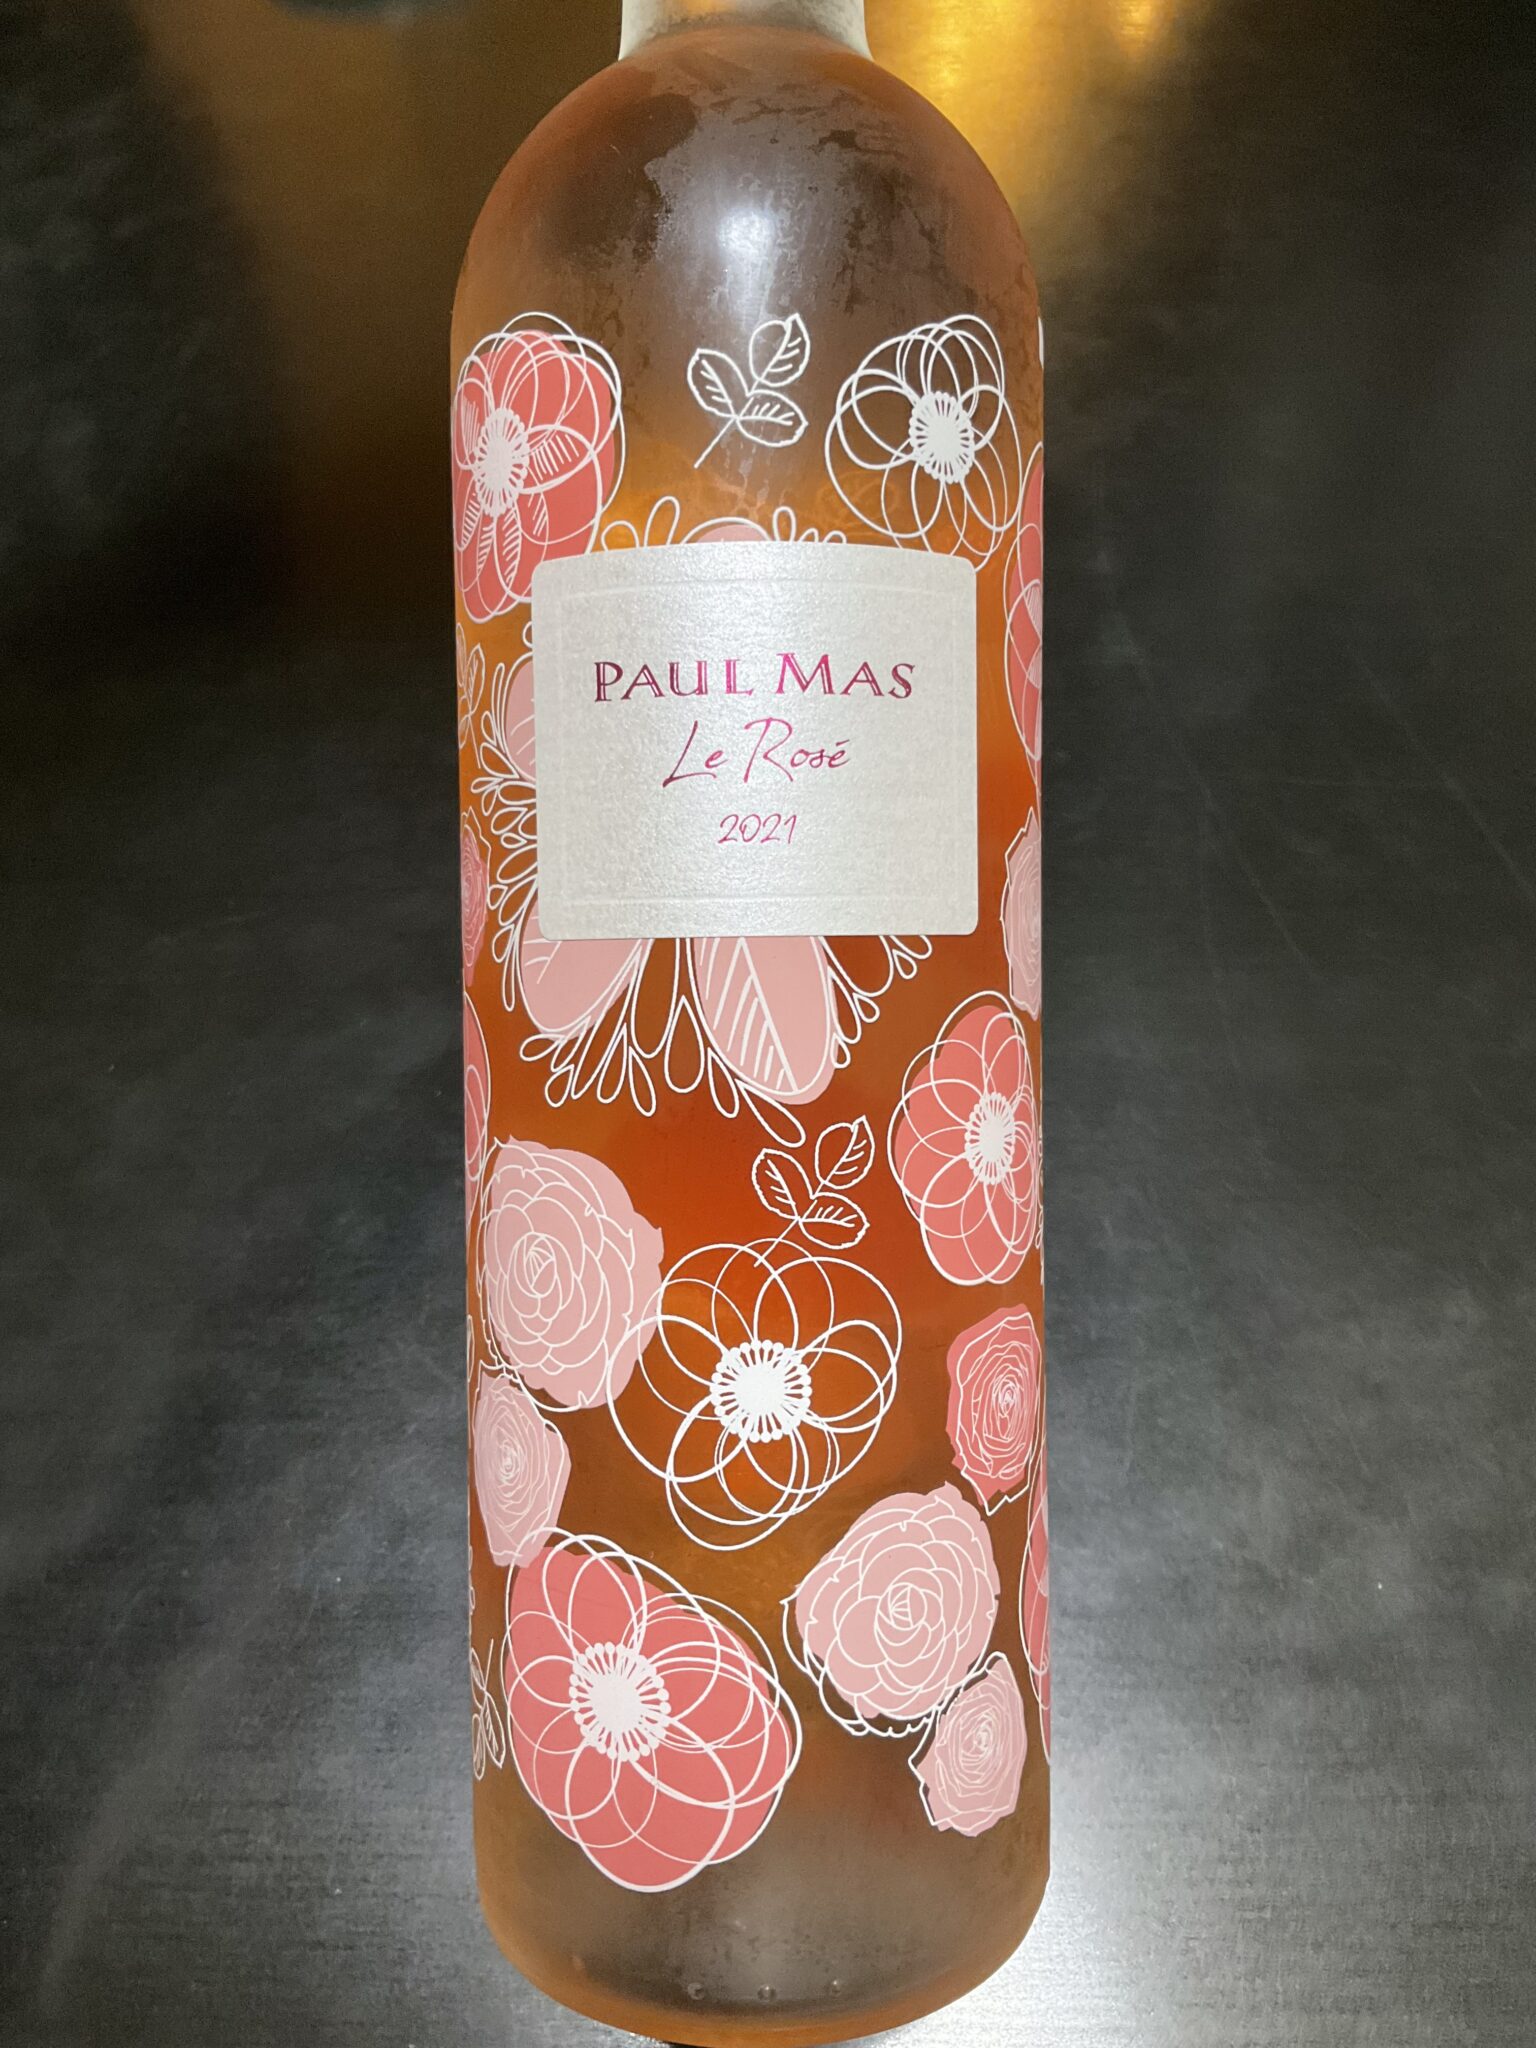 PAUL MAS
Le Rosé
2021